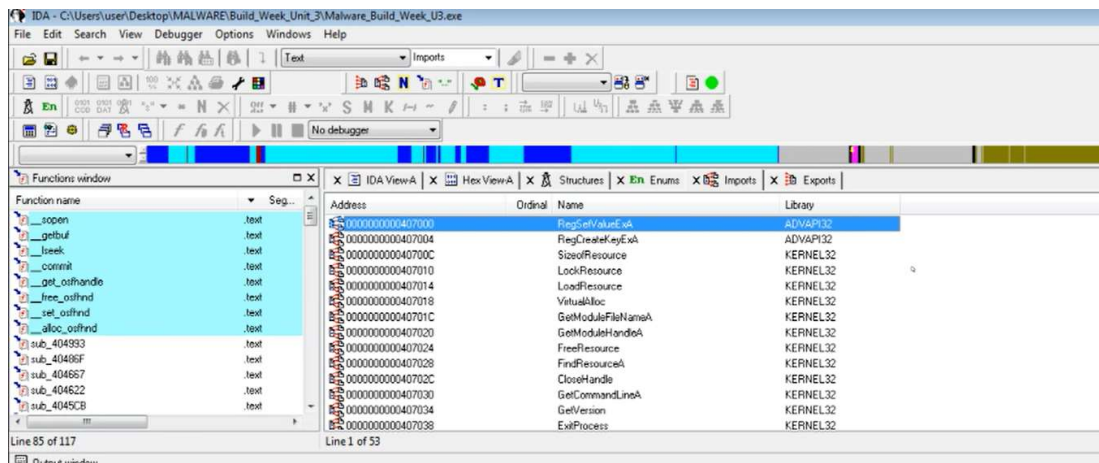 IDA - C:\Users\user\Desktop\MALWARE\Build_Week_Unit_3\Malware_Build_Week_U3.exe
File Edit Search View Debugger Options Windows Help
Text
Imports
En
No debugger
Functions window
Function name Seg...
__sopen .text
__getbuf .text
__lseek .text
__commit .text
__get_osfhandle .text
__free_osfhnd .text
__set_osfhnd .text
__alloc_osfhnd .text
sub_404993 .text
sub_40486F .text
sub_404667 .text
sub_404622 .text
sub_4045CB .text
Line 85 of 117
IDA View-A Hex View-A Structures En Enums Imports Exports
Address Ordinal Name Library
0000000000407000 RegSetValueExA ADVAPI32
0000000000407004 RegCreateKeyExA ADVAPI32
000000000040700C SizeofResource KERNEL32
0000000000407010 LockResource KERNEL32
0000000000407014 LoadResource KERNEL32
0000000000407018 VirtualAlloc KERNEL32
000000000040701C GetModuleFileNameA KERNEL32
0000000000407020 GetModuleHandleA KERNEL32
0000000000407024 FreeResource KERNEL32
0000000000407028 FindResourceA KERNEL32
000000000040702C CloseHandle KERNEL32
0000000000407030 GetCommandLineA KERNEL32
0000000000407034 GetVersion KERNEL32
0000000000407038 ExitProcess KERNEL32
Line 1 of 53
Output window